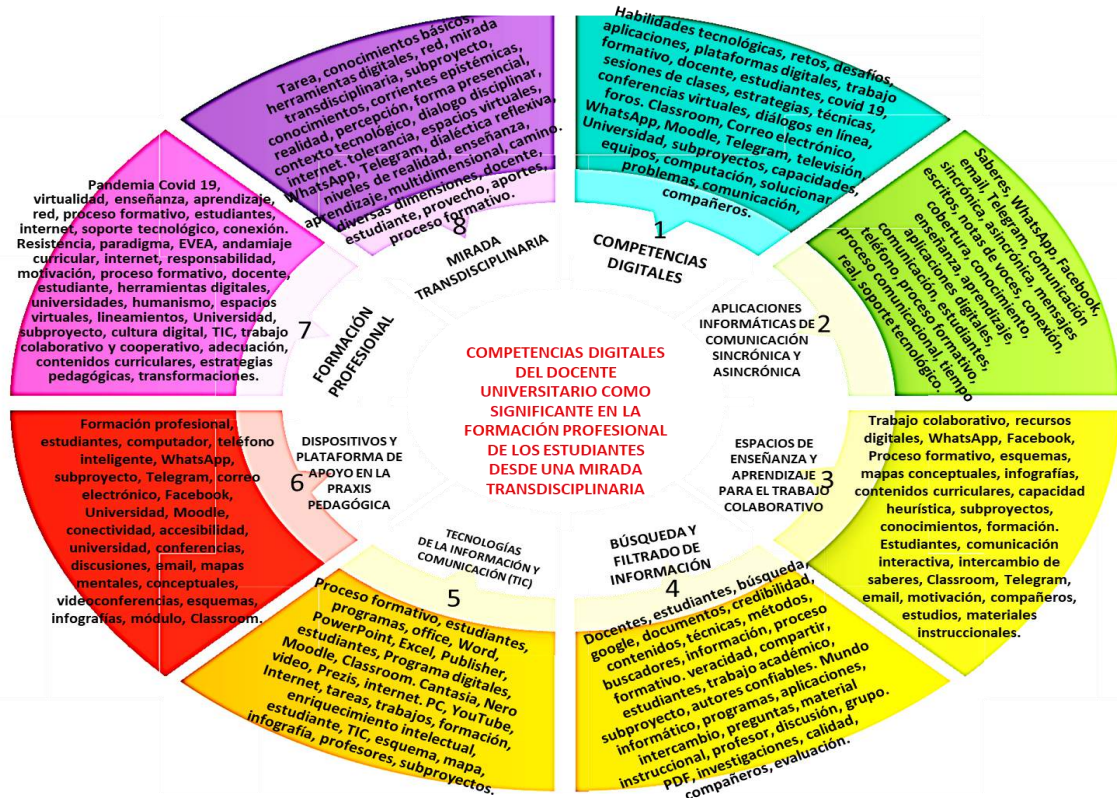 COMPETENCIAS DIGITALES
DEL DOCENTE
UNIVERSITARIO COMO
SIGNIFICANTE EN LA
FORMACIÓN PROFESIONAL
DE LOS ESTUDIANTES
DESDE UNA MIRADA
TRANSDISCIPLINARIA
1
COMPETENCIAS
DIGITALES
Habilidades tecnológicas, retos, desafíos,
aplicaciones, plataformas digitales, trabajo
formativo, docente, estudiantes, covid 19,
sesiones de clases, estrategias, técnicas,
conferencias virtuales, diálogos en línea,
foros. Classroom, Correo electrónico,
WhatsApp, Moodle, Telegram, televisión,
Universidad, subproyectos, capacidades,
equipos, computación, solucionar
problemas, comunicación,
compañeros.
2
APLICACIONES
INFORMÁTICAS DE
COMUNICACIÓN
SINCRÓNICA Y
ASINCRÓNICA
Saberes, WhatsApp, Facebook,
email, Telegram, comunicación
sincrónica, asincrónica, mensajes
escritos, notas de voces, conexión,
cobertura, conocimiento,
enseñanza, aprendizaje,
aplicaciones digitales,
comunicación, estudiantes,
teléfono, proceso formativo,
proceso comunicacional, tiempo
real, soporte tecnológico.
3
ESPACIOS DE
ENSEÑANZA Y
APRENDIZAJE
PARA EL TRABAJO
COLABORATIVO
Trabajo colaborativo, recursos
digitales, WhatsApp, Facebook,
Proceso formativo, esquemas,
mapas conceptuales, infografías,
contenidos curriculares, capacidad
heurística, subproyectos,
conocimientos, formación.
Estudiantes, comunicación
interactiva, intercambio de
saberes, Classroom, Telegram,
email, motivación, compañeros,
estudios, materiales
instruccionales.
BÚSQUEDA Y
FILTRADO DE
INFORMACIÓN
4
Docentes, estudiantes, búsqueda,
google, documentos, credibilidad,
contenidos, técnicas, métodos,
buscadores, información, proceso
formativo. veracidad, compartir,
estudiantes, trabajo académico,
subproyecto, autores confiables. Mundo
informático, programas, aplicaciones,
intercambio, preguntas, material
instruccional, profesor, discusión, grupo.
PDF, investigaciones, calidad,
compañeros, evaluación.
TECNOLOGÍAS
DE LA INFORMACIÓN Y
COMUNICACIÓN (TIC)
5
Proceso formativo, estudiantes,
programas, office, Word,
PowerPoint, Excel, Publisher,
estudiantes, Programa digitales,
Moodle, Classroom. Cantasia, Nero
video, Prezis, internet. PC, YouTube,
Internet, tareas, trabajos, formación,
enriquecimiento intelectual,
estudiante, TIC, esquema, mapa,
infografía, profesores, subproyectos.
DISPOSITIVOS Y
PLATAFORMA DE
APOYO EN LA
PRAXIS
PEDAGÓGICA
6
Formación profesional,
estudiantes, computador, teléfono
inteligente, WhatsApp,
subproyecto, Telegram, correo
electrónico, Facebook,
Universidad, Moodle,
conectividad, accesibilidad,
universidad, conferencias,
discusiones, email, mapas
mentales, conceptuales,
videoconferencias, esquemas,
infografías, módulo, Classroom.
7
FORMACIÓN
PROFESIONAL
Pandemia Covid 19,
virtualidad, enseñanza, aprendizaje,
red, proceso formativo, estudiantes,
internet, soporte tecnológico, conexión.
Resistencia, paradigma, EVEA, andamiaje
curricular, internet, responsabilidad,
motivación, proceso formativo, docente,
estudiante, herramientas digitales,
universidades, humanismo, espacios
virtuales, lineamientos, Universidad,
subproyecto, cultura digital, TIC, trabajo
colaborativo y cooperativo, adecuación,
contenidos curriculares, estrategias
pedagógicas, transformaciones.
8
MIRADA
TRANSDISCIPLINARIA
Tarea, conocimientos básicos,
herramientas digitales, red, mirada
transdisciplinaria, subproyecto,
conocimientos, corrientes epistémicas,
realidad, percepción, forma presencial,
contexto tecnológico, dialogo disciplinar,
Internet. tolerancia, espacios virtuales,
WhatsApp, Telegram, dialéctica reflexiva,
niveles de realidad, enseñanza,
aprendizaje, multidimensional, camino.
diversas dimensiones, docente,
estudiante, provecho, aportes,
proceso formativo.